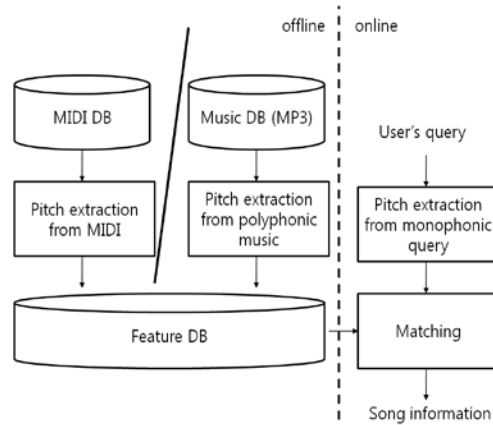 offline
online
MIDI DB
Music DB (MP3)
User's query
Pitch extraction
from MIDI
Pitch extraction
from polyphonic
music
Pitch extraction
from monophonic
query
Feature DB
Matching
Song information